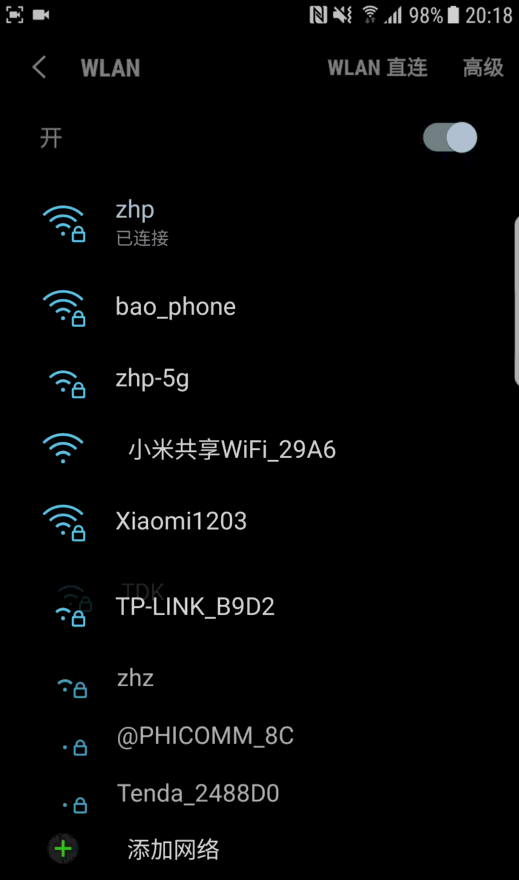 98% 20:18
WLAN WLAN 直连 高级
开
zhp
已连接
bao_phone
zhp-5g
小米共享WiFi_29A6
Xiaomi1203
TDK
TP-LINK_B9D2
zhz
@PHICOMM_8C
Tenda_2488D0
添加网络